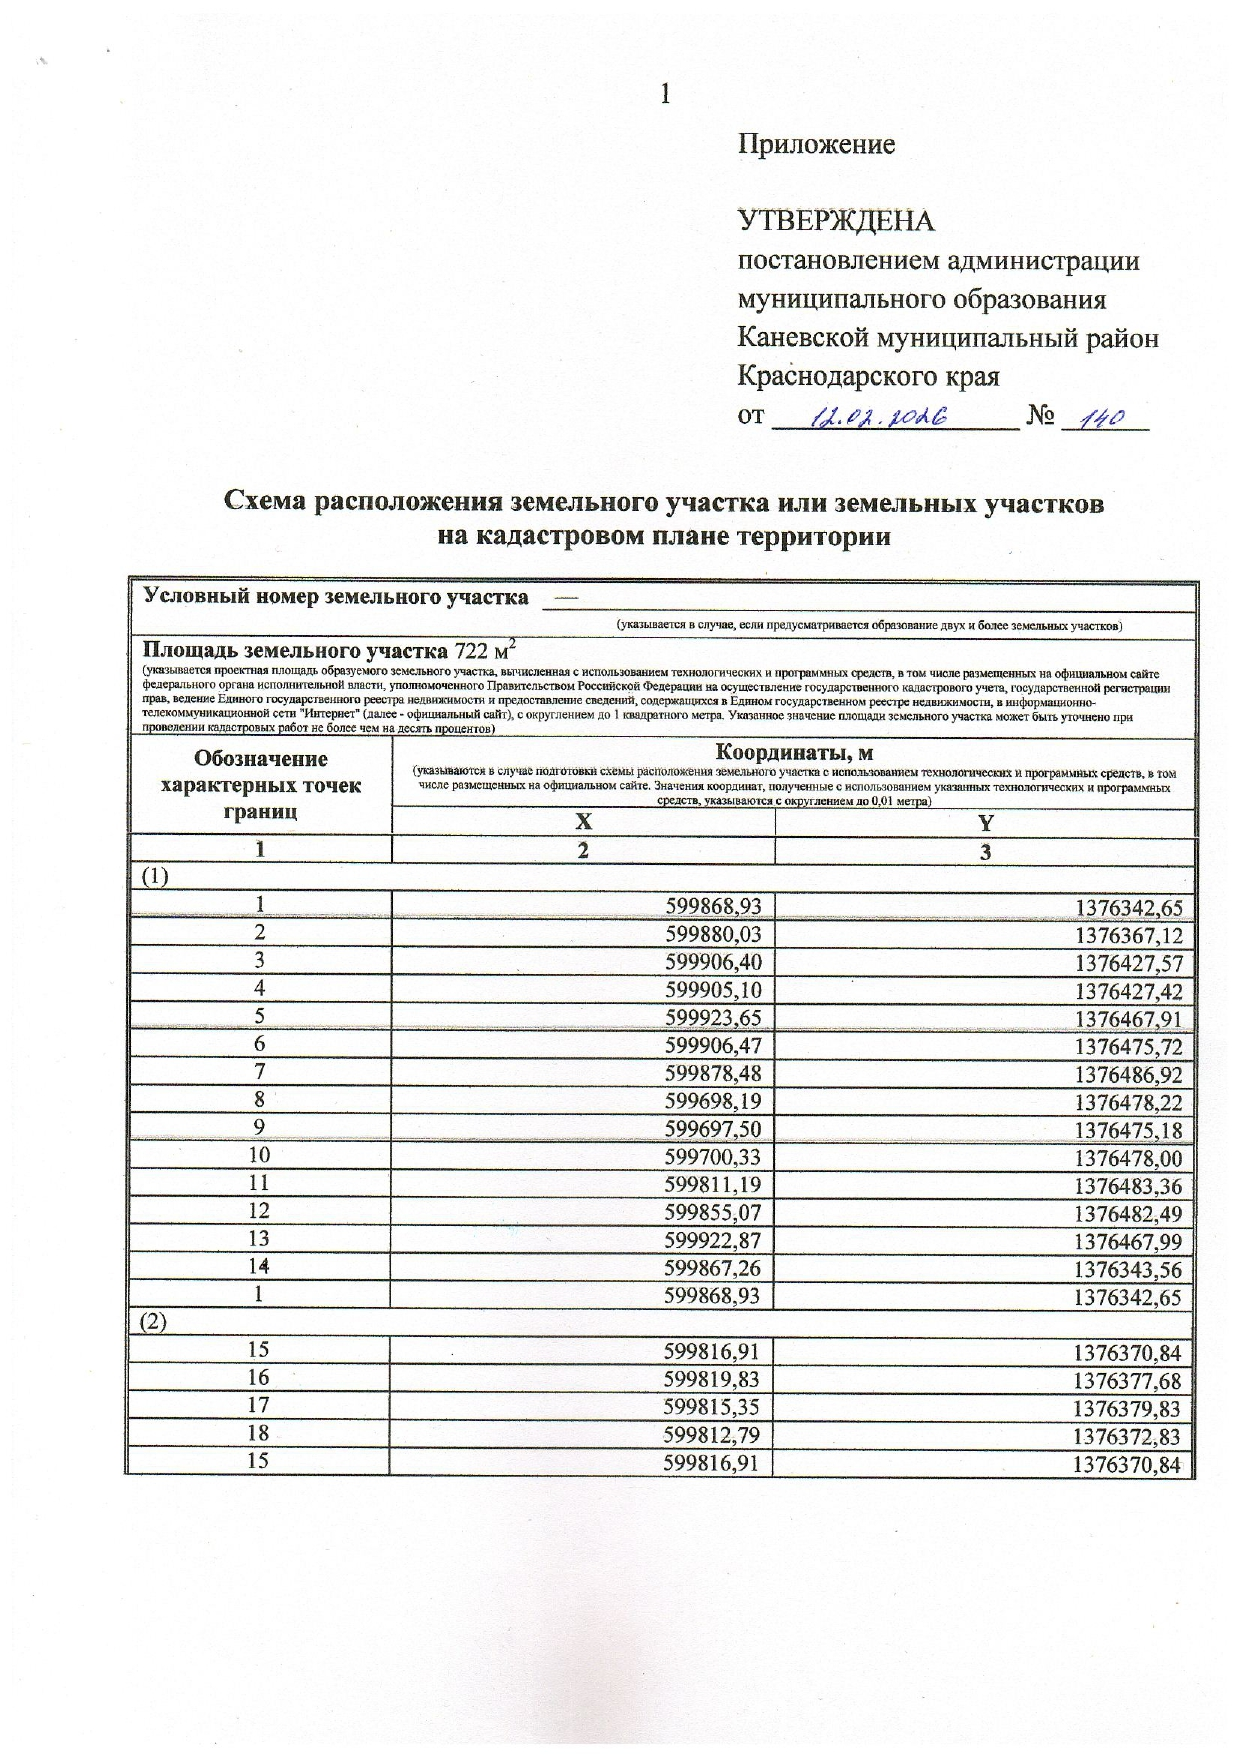 1
Приложение
УТВЕРЖДЕНА
постановлением администрации
муниципального образования
Каневской муниципальный район
Краснодарского края
от 12.02.2026 № 140
Схема расположения земельного участка или земельных участков
на кадастровом плане территории
Условный номер земельного участка —
(указывается в случае, если предусматривается образование двух и более земельных участков)
Площадь земельного участка 722 м²
(указывается проектная площадь образуемого земельного участка, вычисленная с использованием технологических и программных средств, в том числе размещенных на официальном сайте
федерального органа исполнительной власти, уполномоченного Правительством Российской Федерации на осуществление государственного кадастрового учета, государственной регистрации
прав, ведение Единого государственного реестра недвижимости и предоставление сведений, содержащихся в Едином государственном реестре недвижимости, в информационно-
телекоммуникационной сети "Интернет" (далее - официальный сайт), с округлением до 1 квадратного метра. Указанное значение площади земельного участка может быть уточнено при
проведении кадастровых работ не более чем на десять процентов)
Обозначение
характерных точек
границ
Координаты, м
(указываются в случае подготовки схемы расположения земельного участка с использованием технологических и программных средств, в том
числе размещенных на официальном сайте. Значения координат, полученные с использованием указанных технологических и программных
средств, указываются с округлением до 0,01 метра)
X Y
1 2 3
(1)
1 599868,93 1376342,65
2 599880,03 1376367,12
3 599906,40 1376427,57
4 599905,10 1376427,42
5 599923,65 1376467,91
6 599906,47 1376475,72
7 599878,48 1376486,92
8 599698,19 1376478,22
9 599697,50 1376475,18
10 599700,33 1376478,00
11 599811,19 1376483,36
12 599855,07 1376482,49
13 599922,87 1376467,99
14 599867,26 1376343,56
1 599868,93 1376342,65
(2)
15 599816,91 1376370,84
16 599819,83 1376377,68
17 599815,35 1376379,83
18 599812,79 1376372,83
15 599816,91 1376370,84